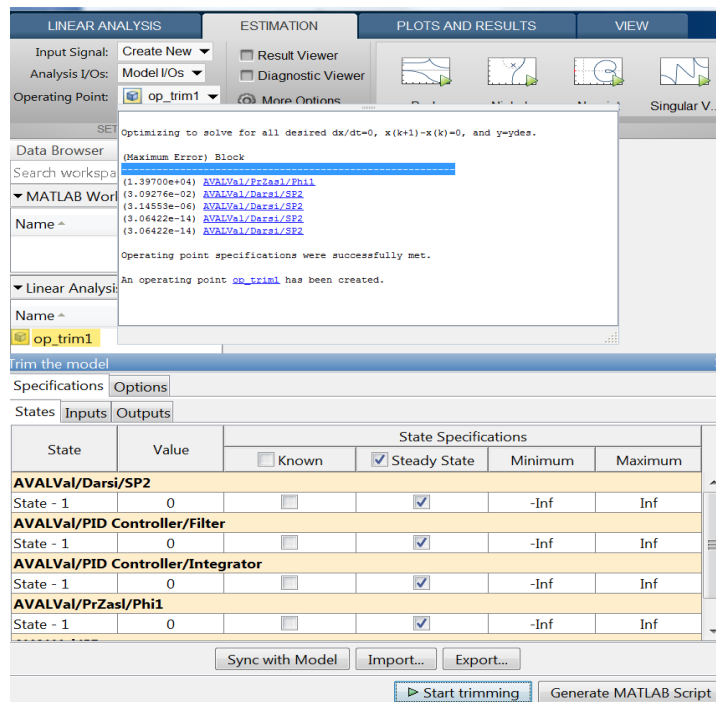 LINEAR ANALYSIS ESTIMATION PLOTS AND RESULTS VIEW
Input Signal: Create New
Analysis I/Os: Model I/Os
Operating Point: op_trim1
Result Viewer
Diagnostic Viewer
More Options
Singular V...
SET
Data Browser
Search workspa
MATLAB Worl
Name
Linear Analysi
Name
op_trim1
Optimizing to solve for all desired dx/dt=0, x(k+1)-x(k)=0, and y=ydes.
(Maximum Error) Block
(1.39700e+04) AVALVal/PrZasl/Phi1
(3.09276e-02) AVALVal/Darsi/SP2
(3.14553e-06) AVALVal/Darsi/SP2
(3.06422e-14) AVALVal/Darsi/SP2
(3.06422e-14) AVALVal/Darsi/SP2
Operating point specifications were successfully met.
An operating point op_trim1 has been created.
Trim the model
Specifications Options
States Inputs Outputs
State Value State Specifications
Known Steady State Minimum Maximum
AVALVal/Darsi/SP2
State - 1 0 -Inf Inf
AVALVal/PID Controller/Filter
State - 1 0 -Inf Inf
AVALVal/PID Controller/Integrator
State - 1 0 -Inf Inf
AVALVal/PrZasl/Phi1
State - 1 0 -Inf Inf
Sync with Model Import... Export...
Start trimming Generate MATLAB Script